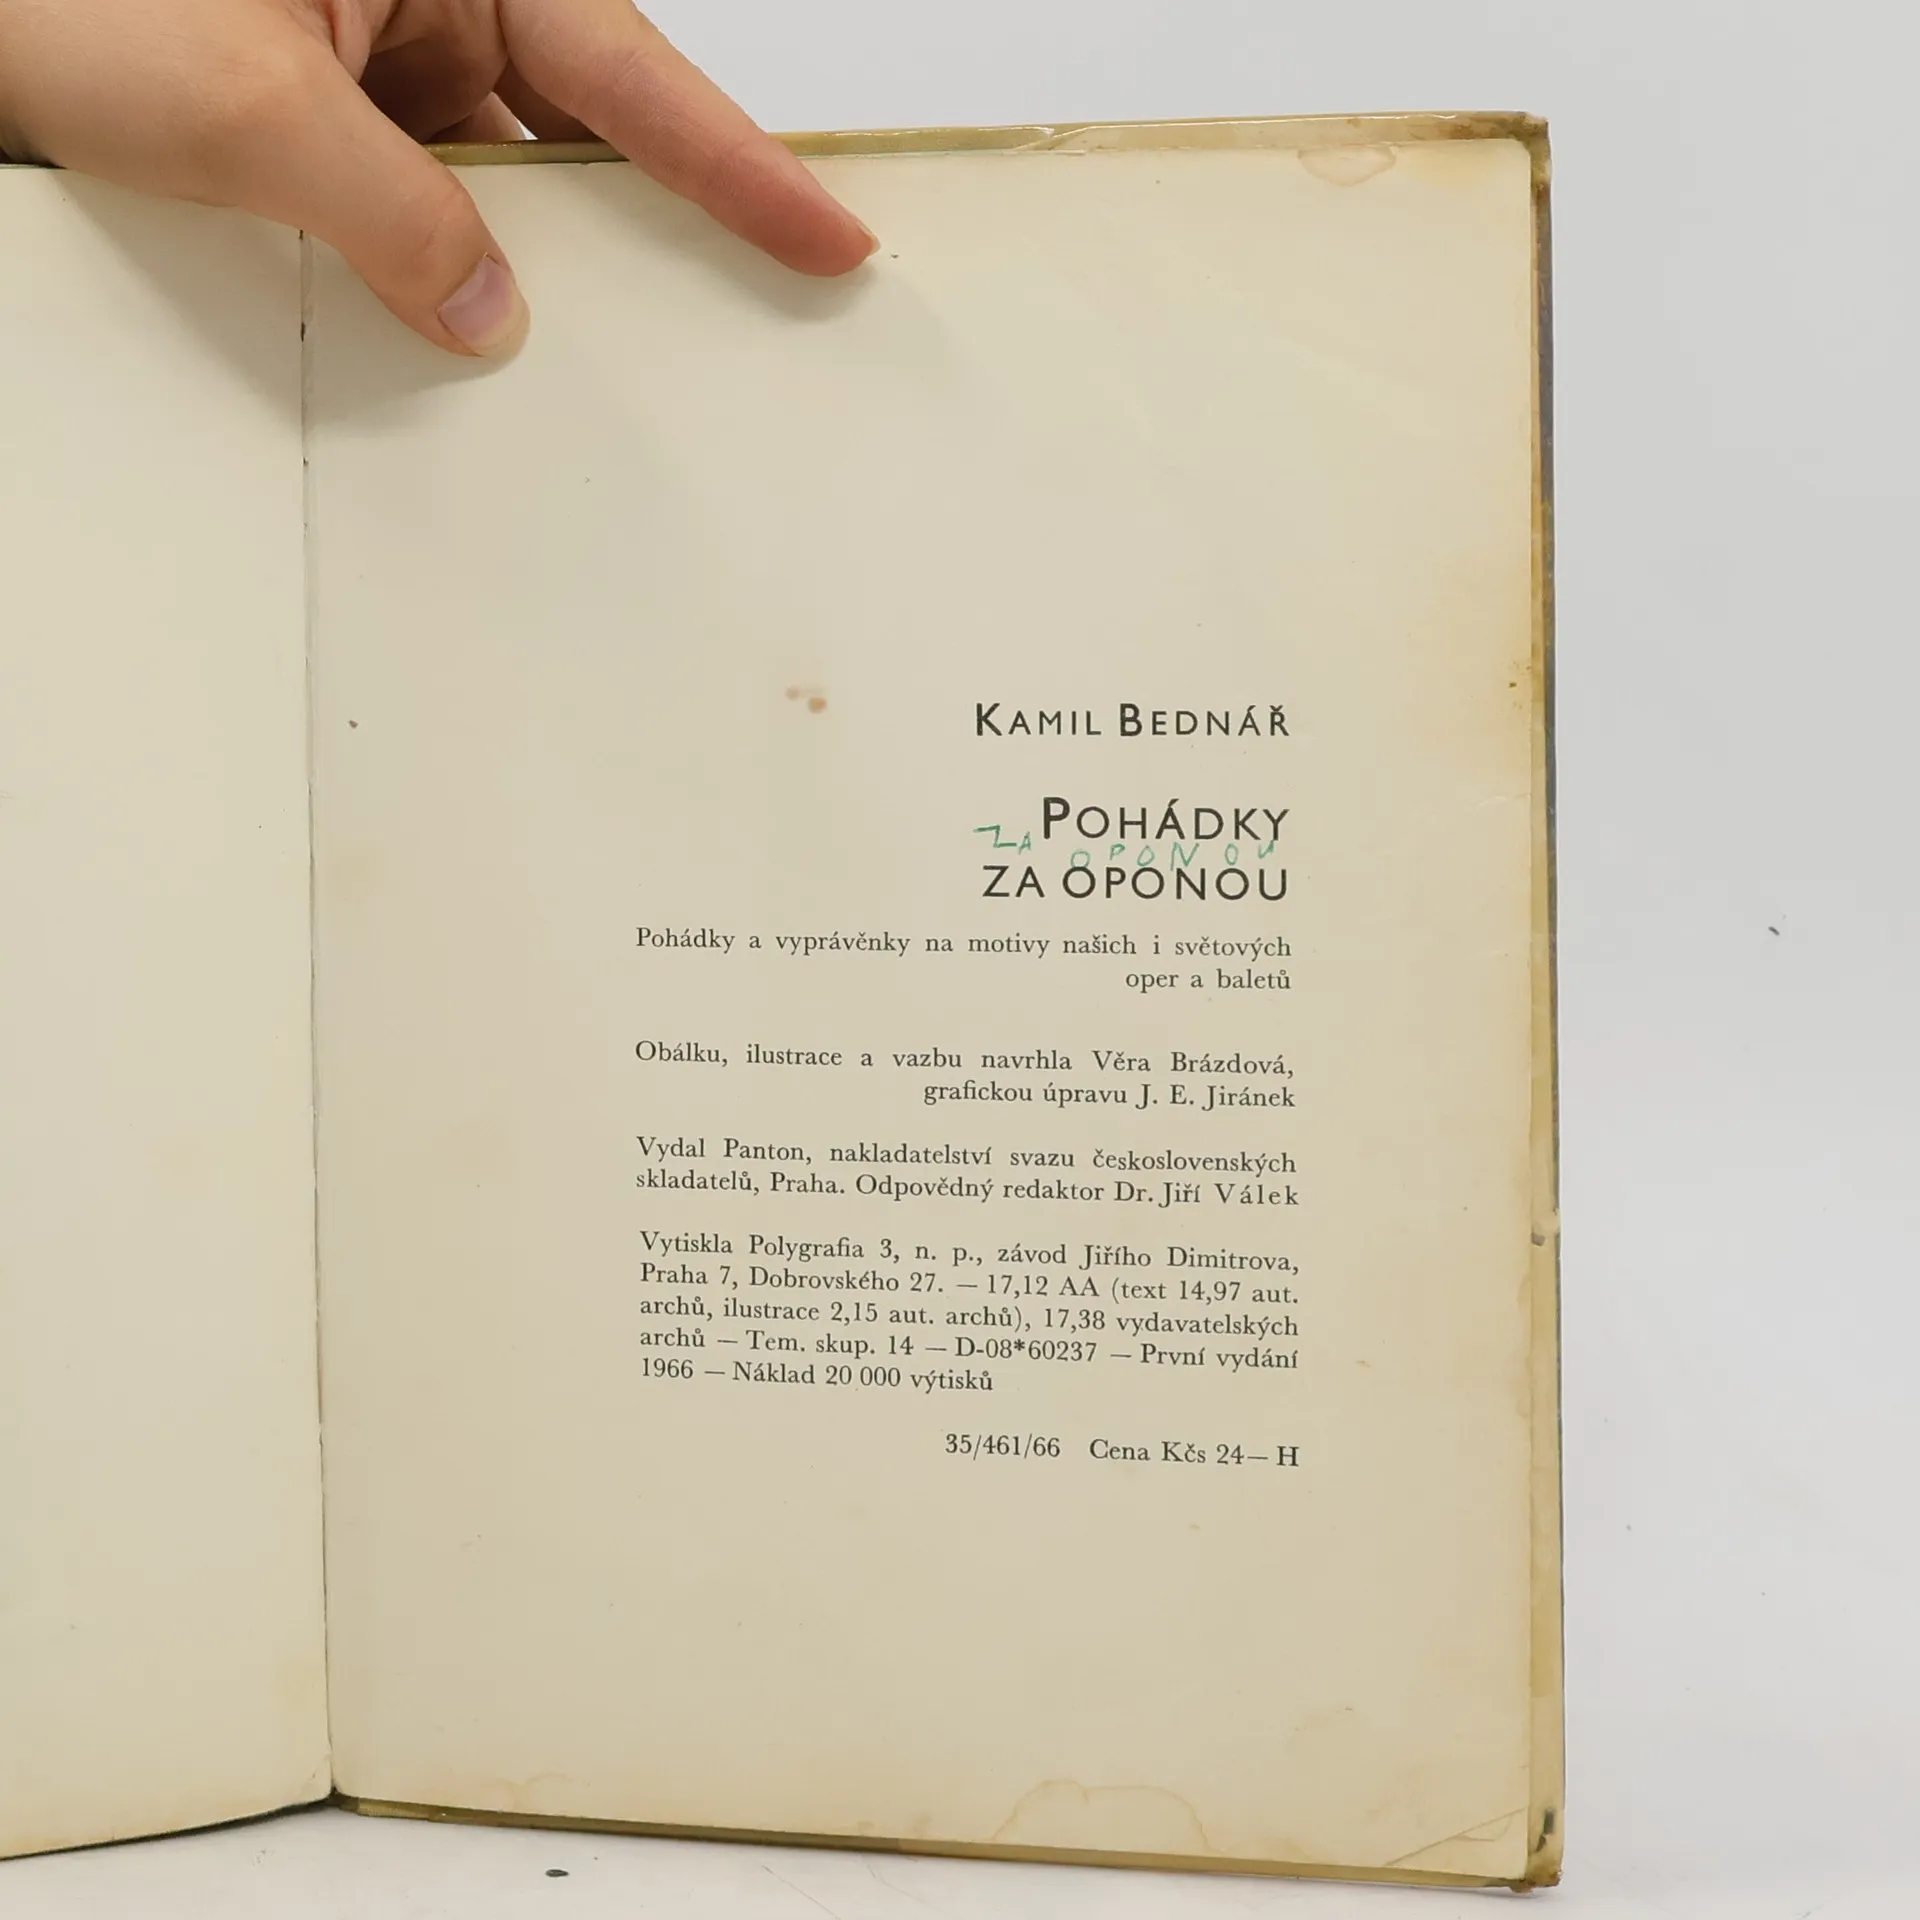 KAMIL BEDNÁŘ
POHÁDKY
ZA OPONOU
ZA OPONOU
Pohádky a vyprávěnky na motivy našich i světových
oper a baletů
Obálku, ilustrace a vazbu navrhla Věra Brázdová,
grafickou úpravu J. E. Jiránek
Vydal Panton, nakladatelství svazu československých
skladatelů, Praha. Odpovědný redaktor Dr. Jiří Válek
Vytiskla Polygrafia 3, n. p., závod Jiřího Dimitrova,
Praha 7, Dobrovského 27. — 17,12 AA (text 14,97 aut.
archů, ilustrace 2,15 aut. archů), 17,38 vydavatelských
archů — Tem. skup. 14 — D-08*60237 — První vydání
1966 — Náklad 20 000 výtisků
35/461/66 Cena Kčs 24— H